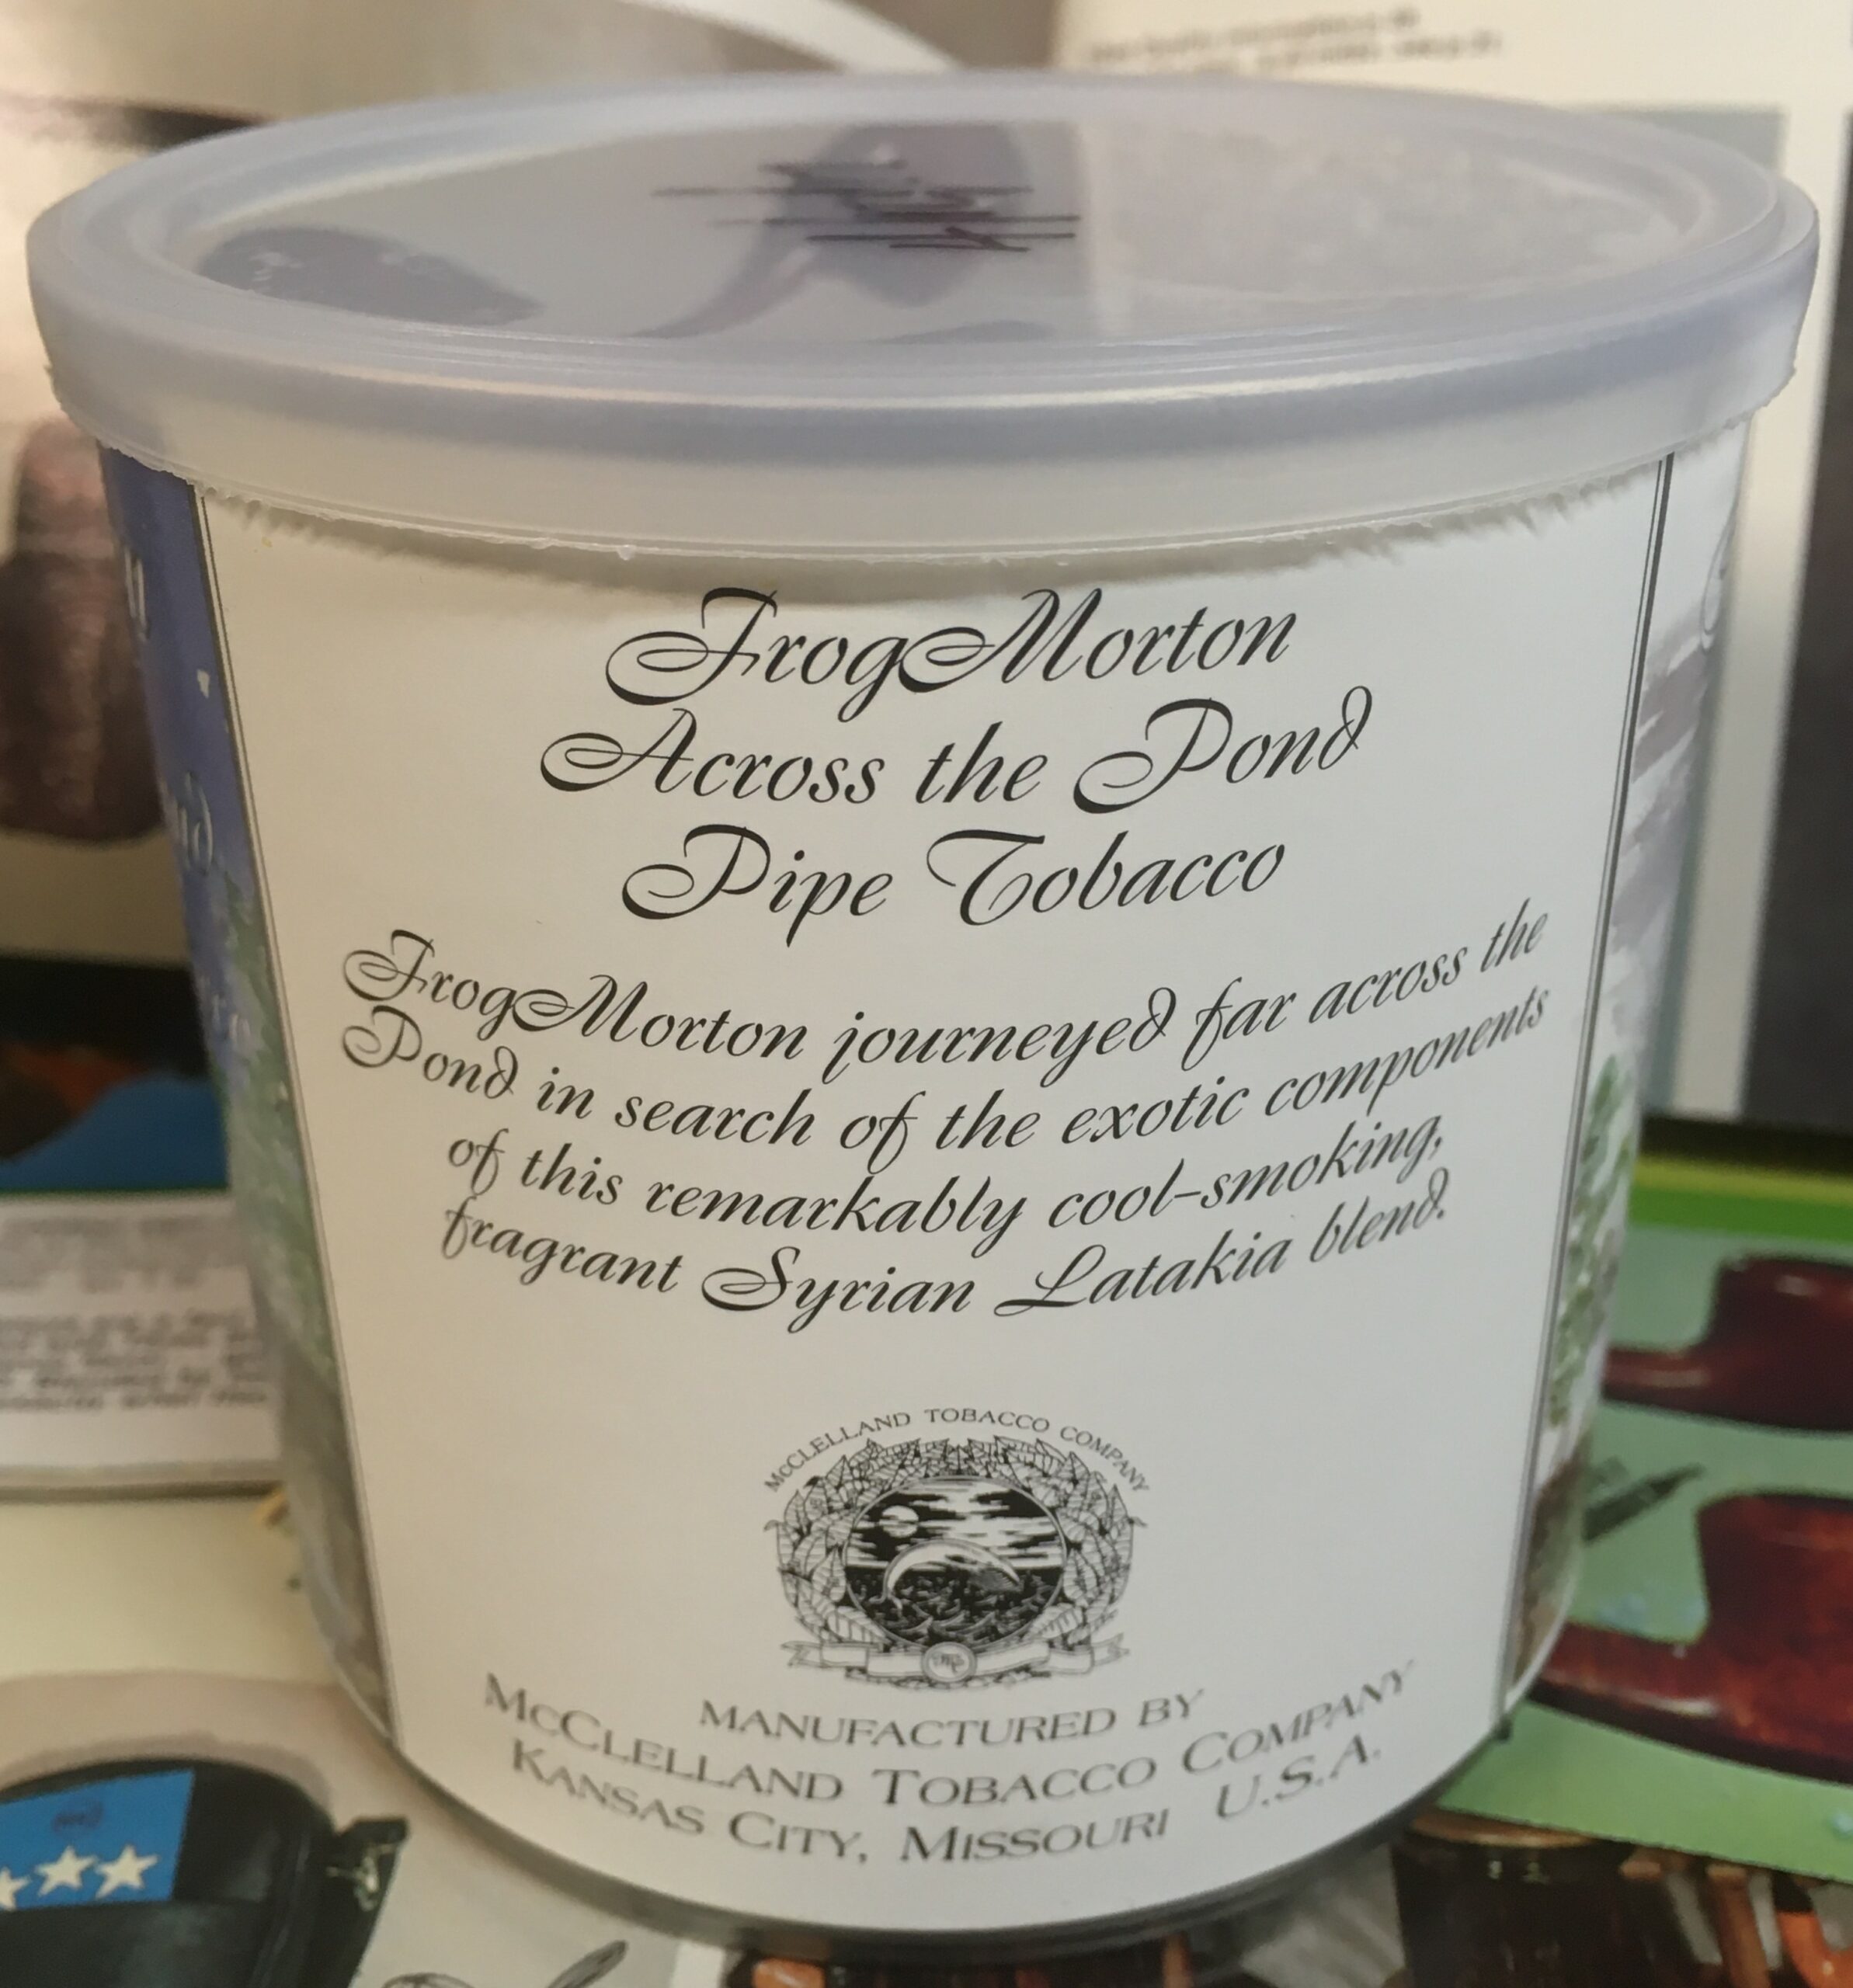 FrogMorton
Across the Pond
Pipe Tobacco
FrogMorton journeyed far across the
Pond in search of the exotic components
of this remarkably cool-smoking,
fragrant Syrian Latakia blend.
McCLELLAND TOBACCO COMPANY
MANUFACTURED BY
McCLELLAND TOBACCO COMPANY
KANSAS CITY, MISSOURI U.S.A.